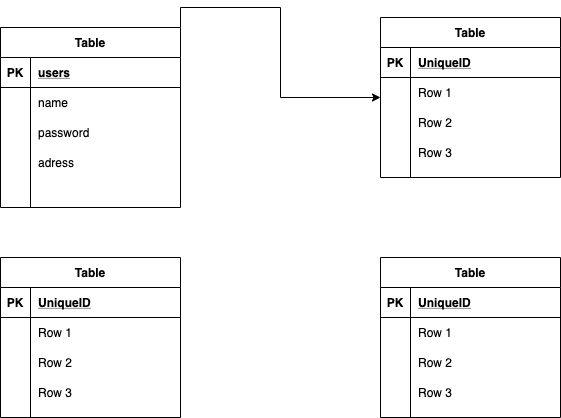 Table
PK users
name
password
adress
Table
PK UniqueID
Row 1
Row 2
Row 3
Table
PK UniqueID
Row 1
Row 2
Row 3
Table
PK UniqueID
Row 1
Row 2
Row 3